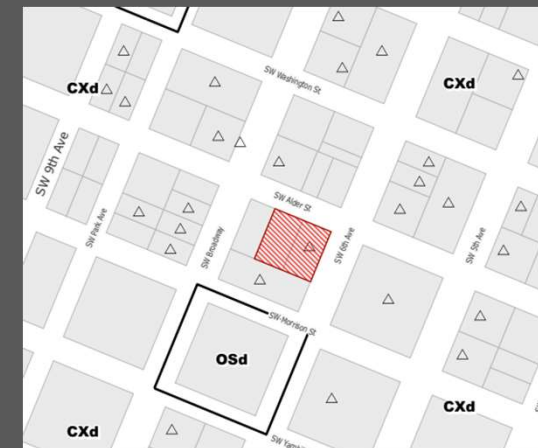 SW Washington St
CXd
CXd
SW 9th Ave
SW Alder St
SW Park Ave
SW Broadway
SW 6th Ave
SW 5th Ave
SW Morrison St
OSd
CXd
CXd